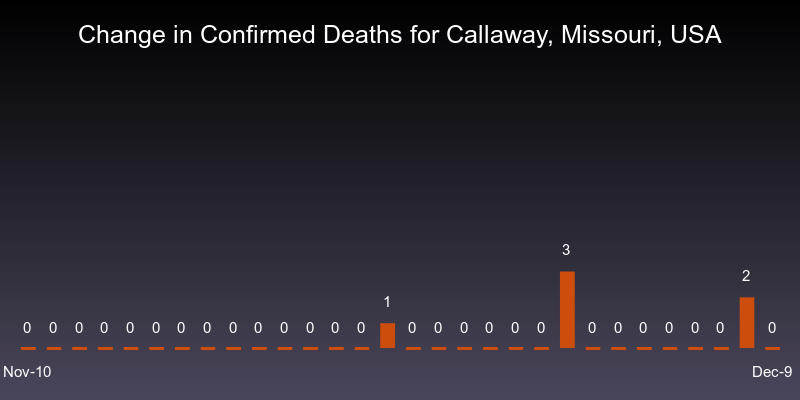 Change in Confirmed Deaths for Callaway, Missouri, USA
3
2
1
0 0 0 0 0 0 0 0 0 0 0 0 0 0 0 0 0 0 0 0 0 0 0 0 0 0 0
Nov-10 Dec-9